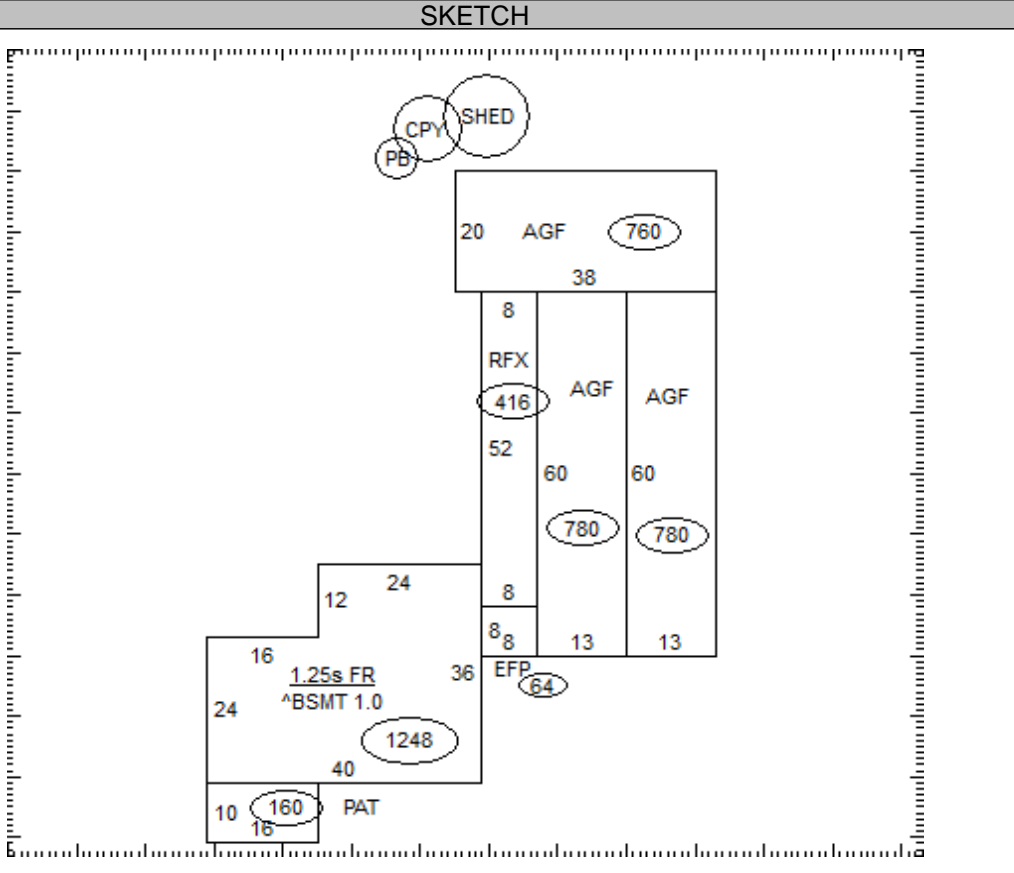 SKETCH
SHED
CPY
PB
20 AGF 760
38
8
RFX
AGF AGF
416
52
60 60
780 780
24
8
12
8 8 13 13
16
36 EFP
1.25s FR
64
^BSMT 1.0
24
1248
40
10 160 PAT
16